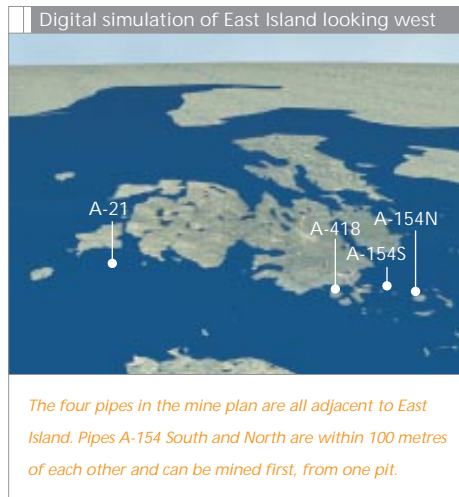 Digital simulation of East Island looking west
A-21
A-418
A-154N
A-154S
The four pipes in the mine plan are all adjacent to East
Island. Pipes A-154 South and North are within 100 metres
of each other and can be mined first, from one pit.